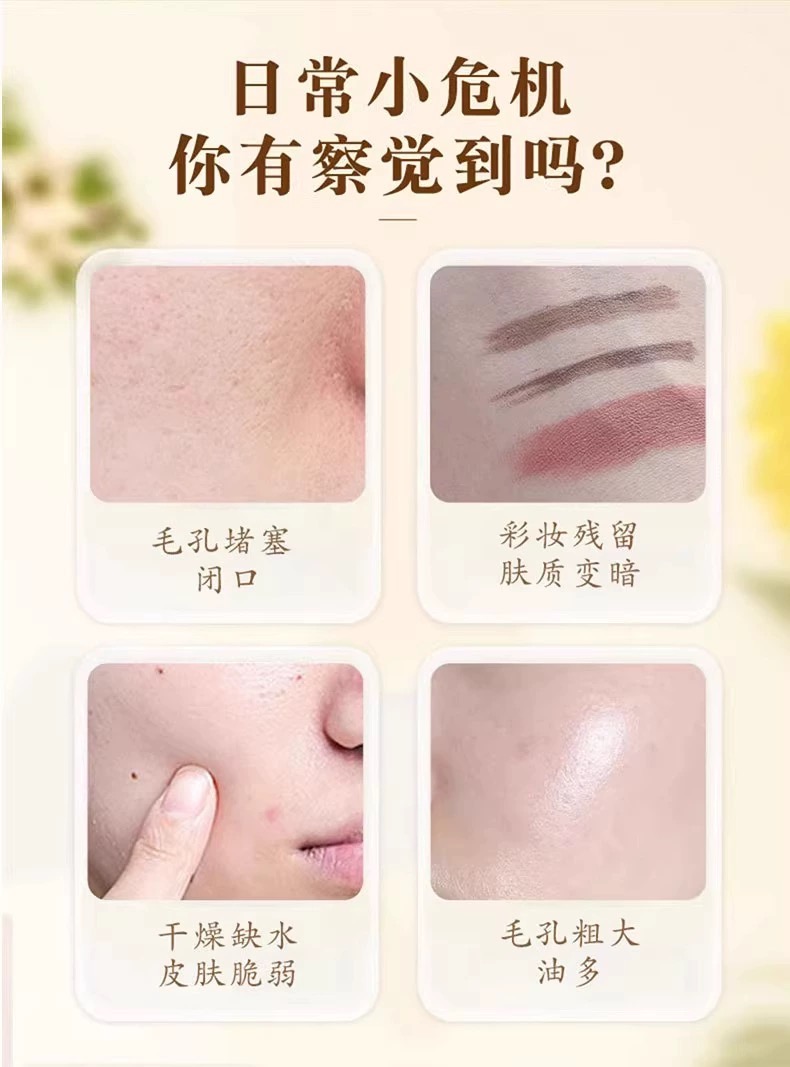 日常小危机
你有察觉到吗?
毛孔堵塞
闭口
彩妆残留
肤质变暗
干燥缺水
皮肤脆弱
毛孔粗大
油多